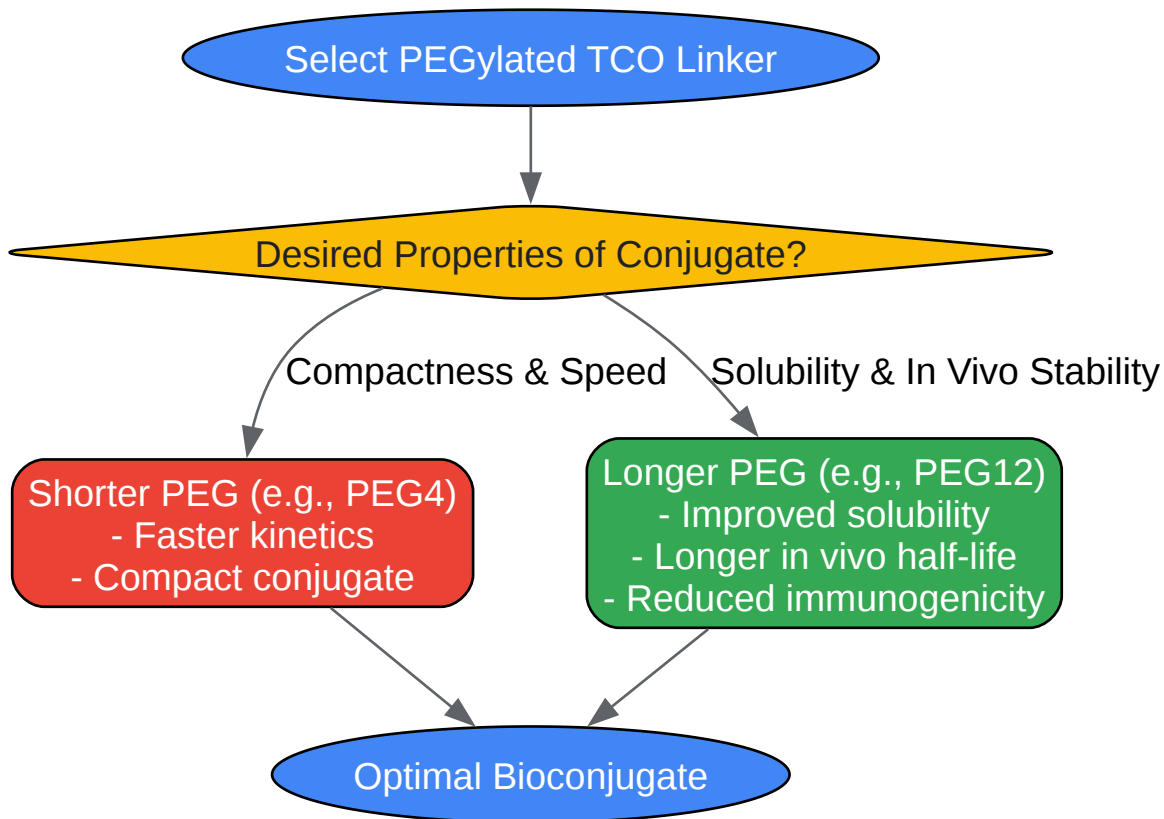 Select PEGylated TCO Linker
Desired Properties of Conjugate?
Compactness & Speed
Solubility & In Vivo Stability
Shorter PEG (e.g., PEG4)
- Faster kinetics
- Compact conjugate
Longer PEG (e.g., PEG12)
- Improved solubility
- Longer in vivo half-life
- Reduced immunogenicity
Optimal Bioconjugate